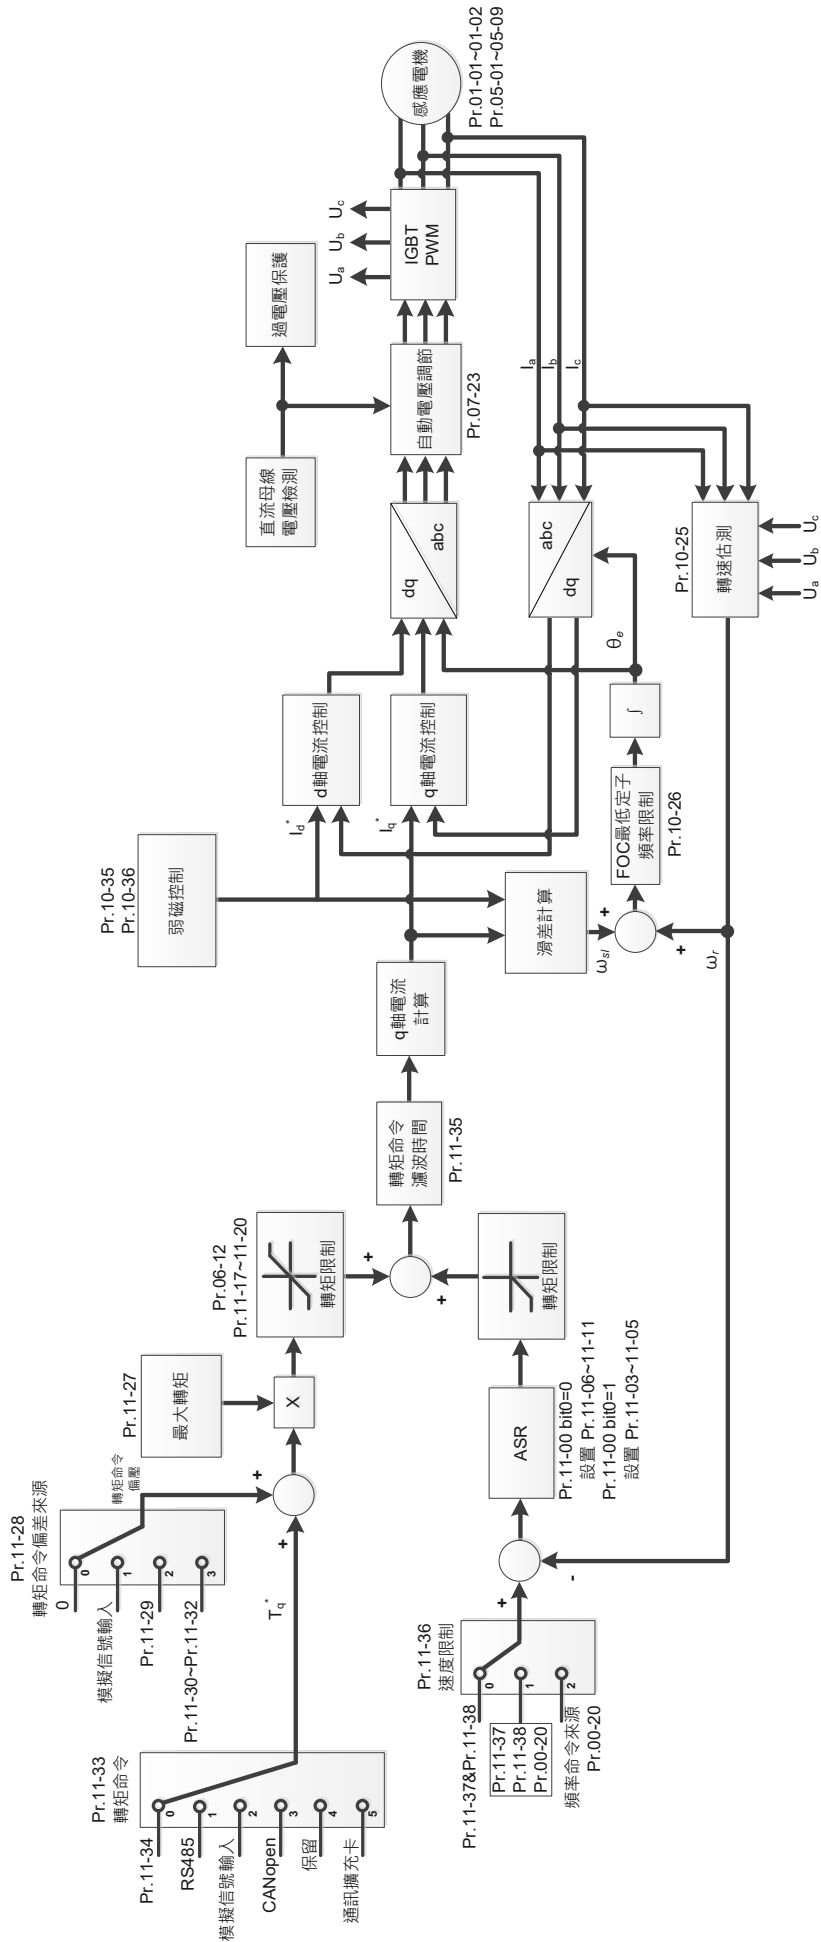 Pr.11-33
轉矩命令
Pr.11-34
RS485
模擬信號輸入
CANopen
保留
通訊擴充卡
0
1
2
3
4
5
Tq*
+
Pr.11-28
轉矩命令偏差來源
0
模擬信號輸入
Pr.11-29
Pr.11-30~Pr.11-32
0
1
2
3
轉矩命令
偏壓
+
Pr.11-27
最大轉矩
X
Pr.06-12
Pr.11-17~11-20
轉矩限制
+
+
Pr.11-36
速度限制
Pr.11-37&Pr.11-38
Pr.11-37
Pr.11-38
Pr.00-20
頻率命令來源
Pr.00-20
0
1
2
+
-
ASR
Pr.11-00 bit0=0
設置 Pr.11-06~11-11
Pr.11-00 bit0=1
設置 Pr.11-03~11-05
轉矩限制
轉矩命令
濾波時間
Pr.11-35
q軸電流
計算
Pr.10-35
Pr.10-36
弱磁控制
滑差計算
ωsl
+
+
ωr
Id*
Iq*
d軸電流控制
q軸電流控制
FOC最低定子
頻率限制
Pr.10-26
∫
θe
dq
abc
abc
dq
直流母線
電壓檢測
過電壓保護
自動電壓調節
Pr.07-23
Ia
Ib
Ic
Pr.10-25
轉速估測
Ua
Ub
Uc
IGBT
PWM
Ua
Ub
Uc
感應電機
Pr.01-01~01-02
Pr.05-01~05-09